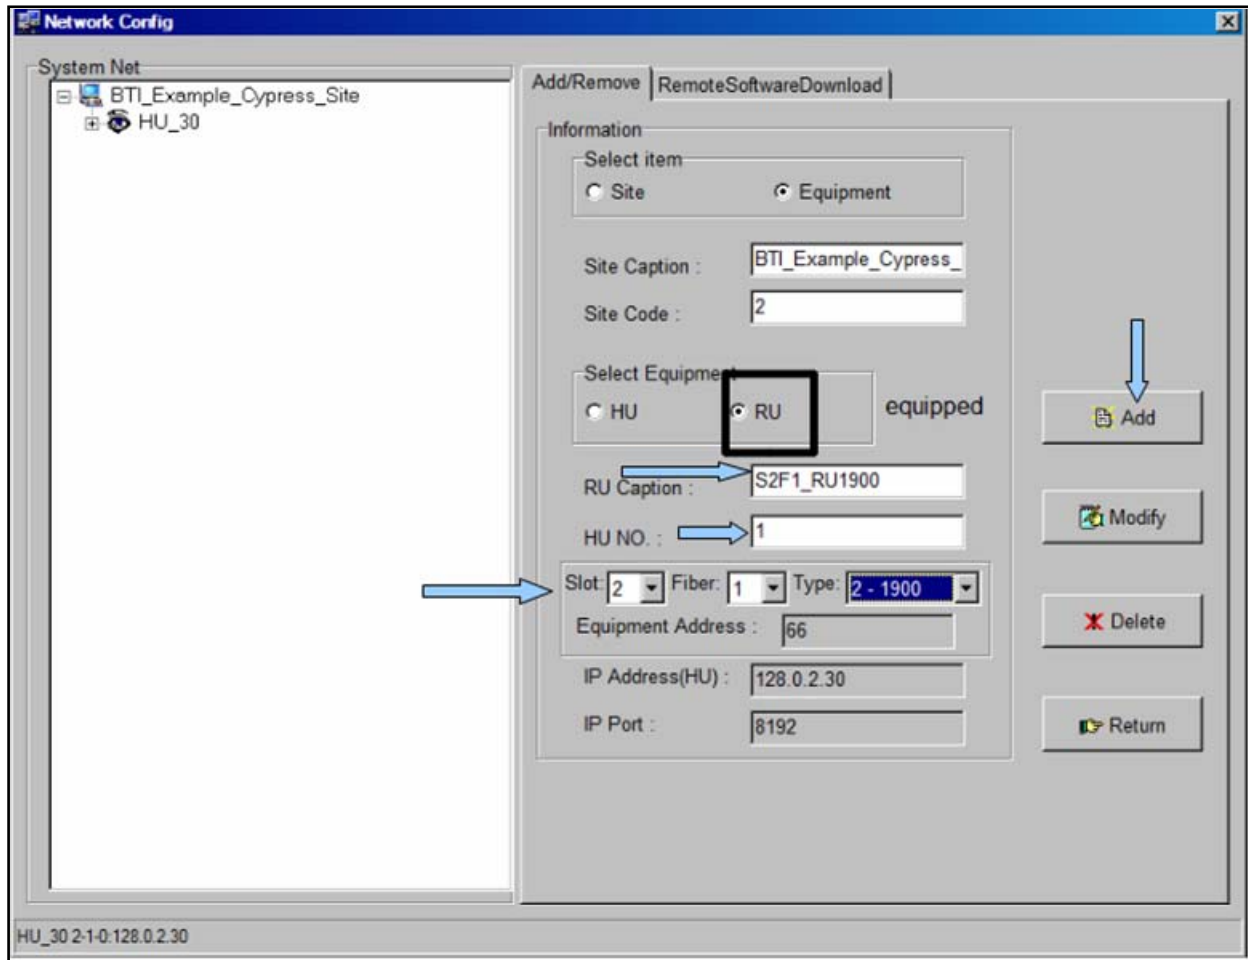 Network Config
System Net
BTI_Example_Cypress_Site
HU_30
Add/Remove
RemoteSoftwareDownload
Information
Select item
Site
Equipment
Site Caption :
BTI_Example_Cypress_
Site Code :
2
Select Equipment
HU
RU
equipped
RU Caption :
S2F1_RU1900
HU NO. :
1
Slot: 2 Fiber: 1 Type: 2 - 1900
Equipment Address :
66
IP Address(HU) :
128.0.2.30
IP Port :
8192
Add
Modify
Delete
Return
HU_30 2-1-0:128.0.2.30